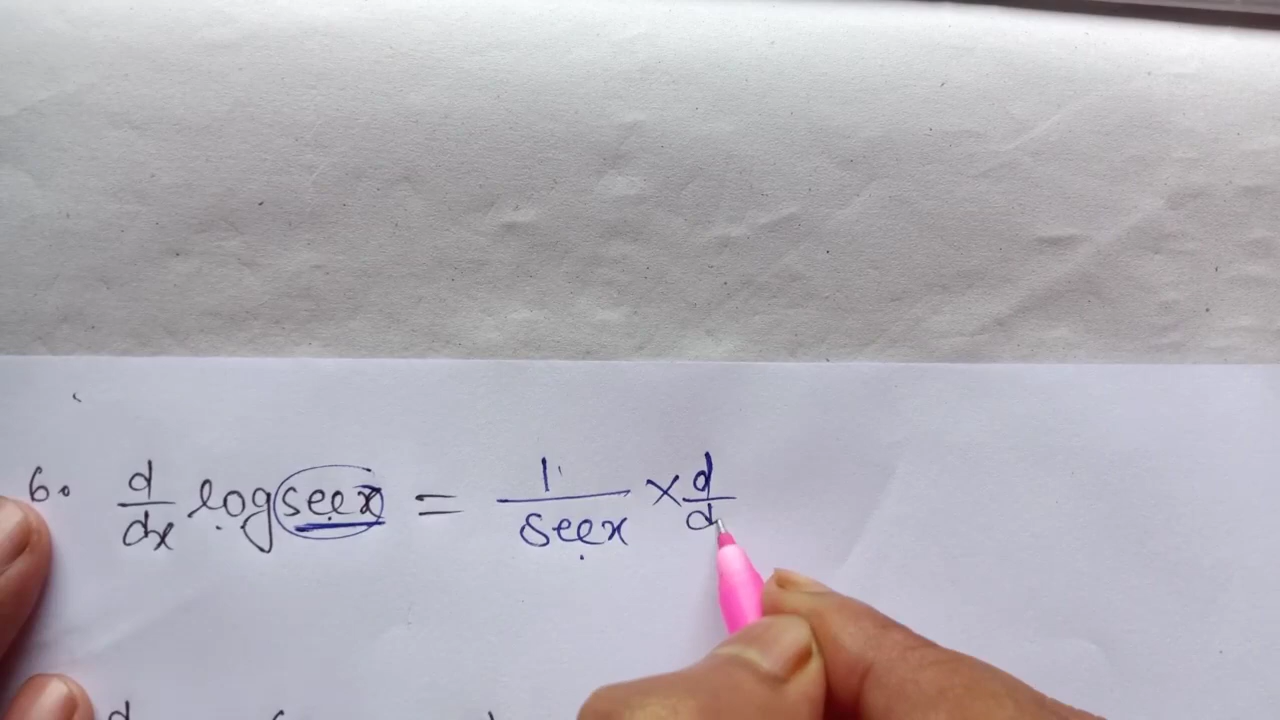 6. d/dx log(secx) = 1/secx × d/d
d